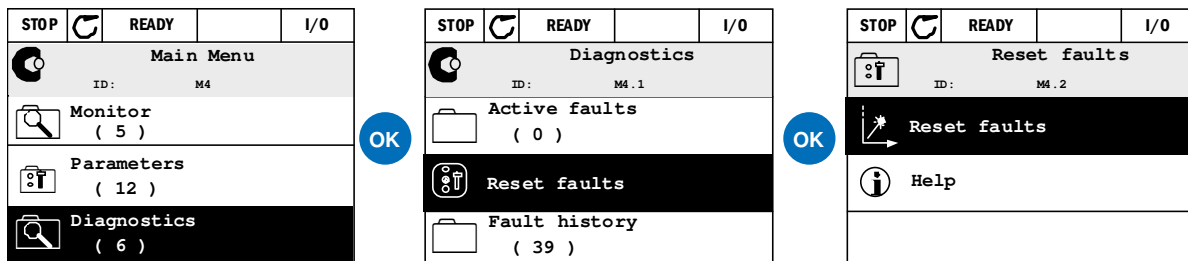 STOP READY I/O
Main Menu
ID: M4
Monitor
( 5 )
Parameters
( 12 )
Diagnostics
( 6 )
OK
STOP READY I/O
Diagnostics
ID: M4.1
Active faults
( 0 )
Reset faults
Fault history
( 39 )
OK
STOP READY I/O
Reset faults
ID: M4.2
Reset faults
Help